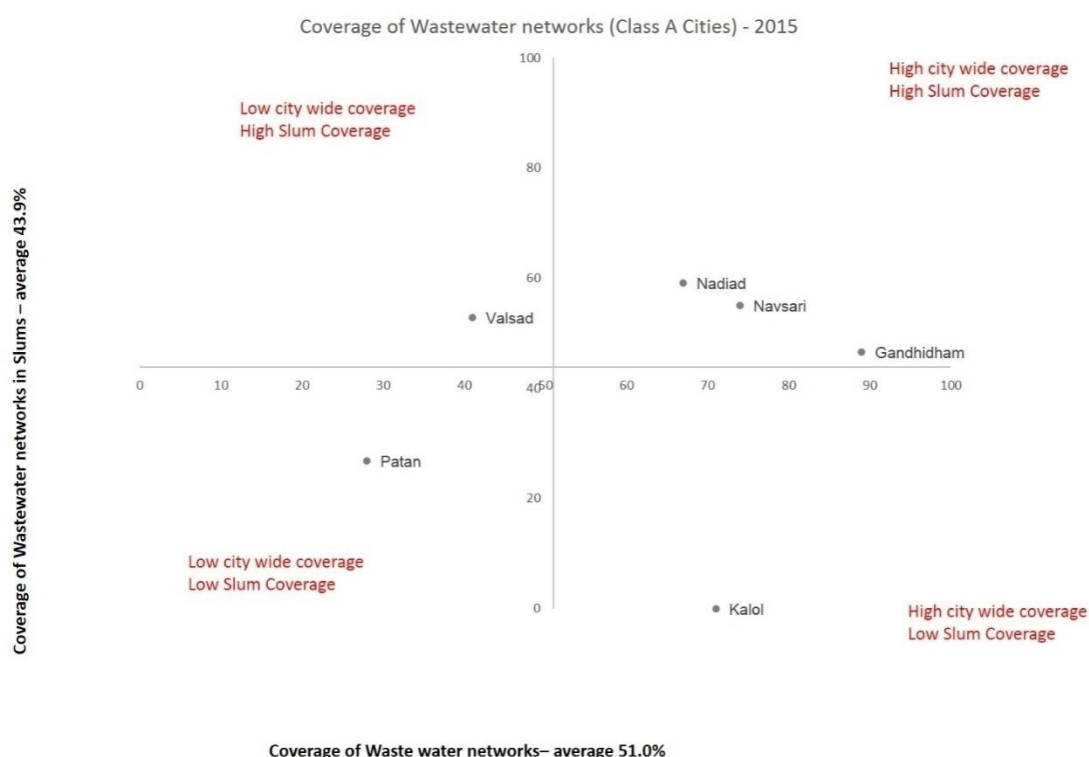 Coverage of Wastewater networks (Class A Cities) - 2015
100
High city wide coverage
High Slum Coverage
Low city wide coverage
High Slum Coverage
80
Coverage of Wastewater networks in Slums – average 43.9%
60
Nadiad
Navsari
Valsad
Gandhidham
0 10 20 30 40 50 60 70 80 90 100
40
Patan
20
Low city wide coverage
Low Slum Coverage
0
Kalol
High city wide coverage
Low Slum Coverage
Coverage of Waste water networks– average 51.0%